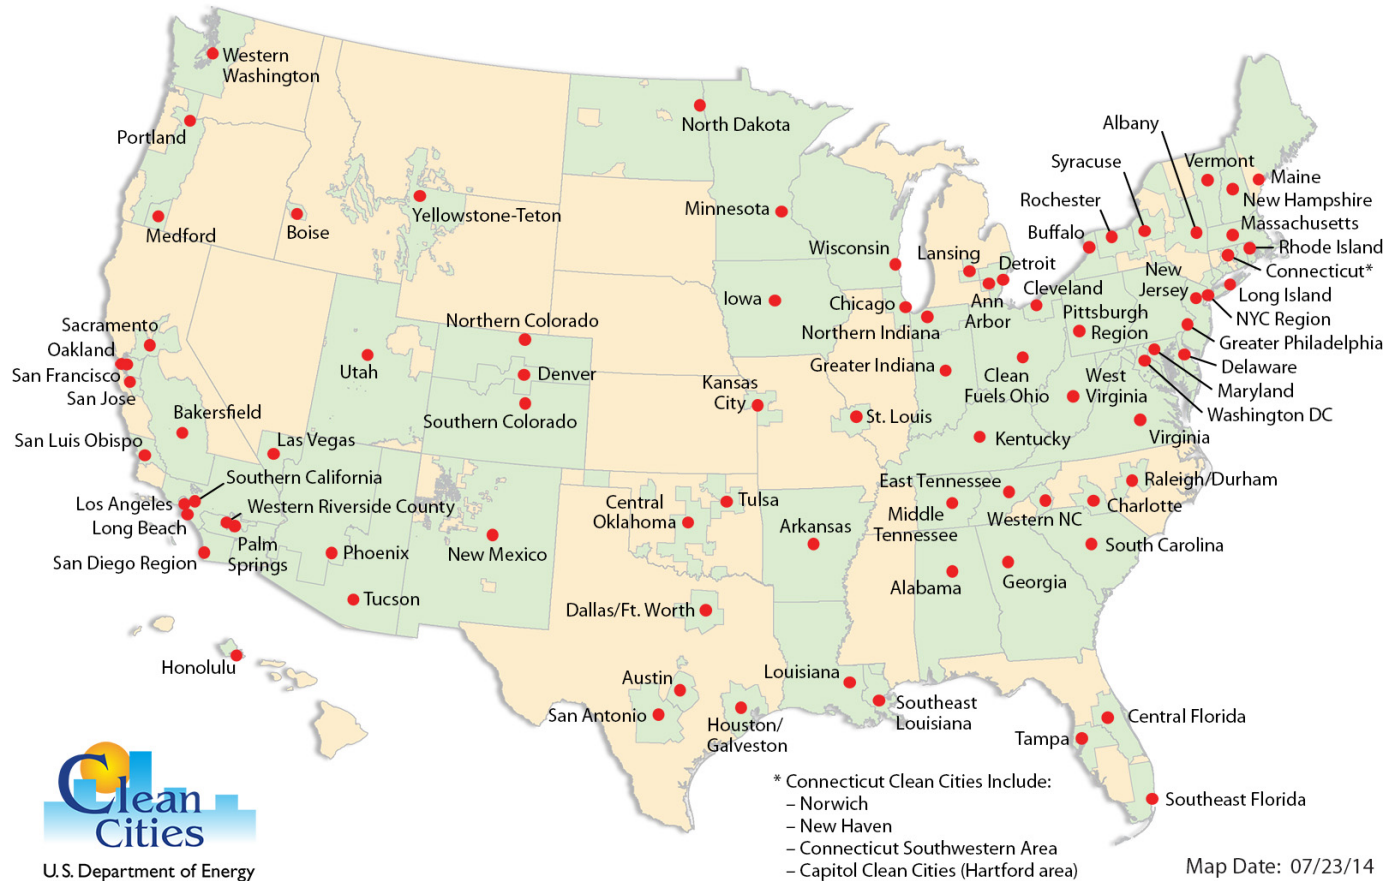 Western
Washington
Portland
Medford
Boise
Yellowstone-Teton
North Dakota
Minnesota
Wisconsin
Iowa
Chicago
Northern Indiana
Greater Indiana
Lansing
Detroit
Ann
Arbor
Cleveland
Pittsburgh
Region
Clean
Fuels Ohio
West
Virginia
Kentucky
Virginia
Albany
Syracuse
Rochester
Buffalo
Vermont
Maine
New Hampshire
Massachusetts
Rhode Island
Connecticut*
New
Jersey
Long Island
NYC Region
Greater Philadelphia
Delaware
Maryland
Washington DC
Sacramento
Oakland
San Francisco
San Jose
Bakersfield
San Luis Obispo
Las Vegas
Southern California
Los Angeles
Western Riverside County
Long Beach
Palm
Springs
San Diego Region
Phoenix
Tucson
Utah
Northern Colorado
Denver
Southern Colorado
New Mexico
Kansas
City
St. Louis
Central
Oklahoma
Tulsa
Arkansas
East Tennessee
Middle
Tennessee
Western NC
Raleigh/Durham
Charlotte
South Carolina
Georgia
Alabama
Dallas/Ft. Worth
Austin
San Antonio
Houston/
Galveston
Louisiana
Southeast
Louisiana
Central Florida
Tampa
Southeast Florida
Honolulu
* Connecticut Clean Cities Include:
– Norwich
– New Haven
– Connecticut Southwestern Area
– Capitol Clean Cities (Hartford area)
Clean
Cities
U.S. Department of Energy
Map Date: 07/23/14